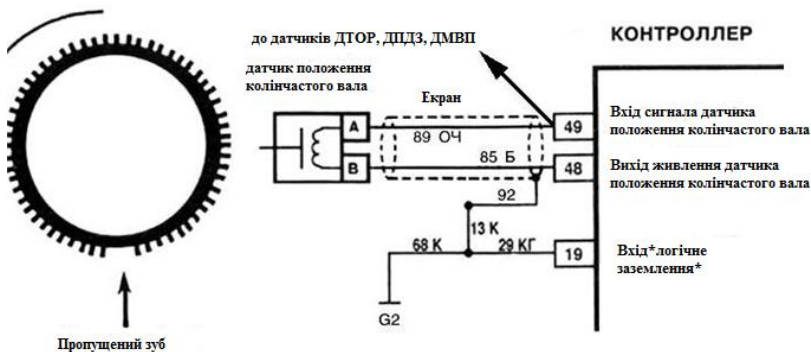 КОНТРОЛЛЕР
до датчиків ДТОР, ДПДЗ, ДМВП
датчик положення
колінчастого вала
Екран
A
89 ОЧ
49
Вхід сигнала датчика
положення колінчастого вала
B
85 Б
48
Вихід живлення датчика
положення колінчастого вала
92
13 К
68 К
29 КГ
19
Вхід*логічне
заземлення*
G2
Пропущений зуб